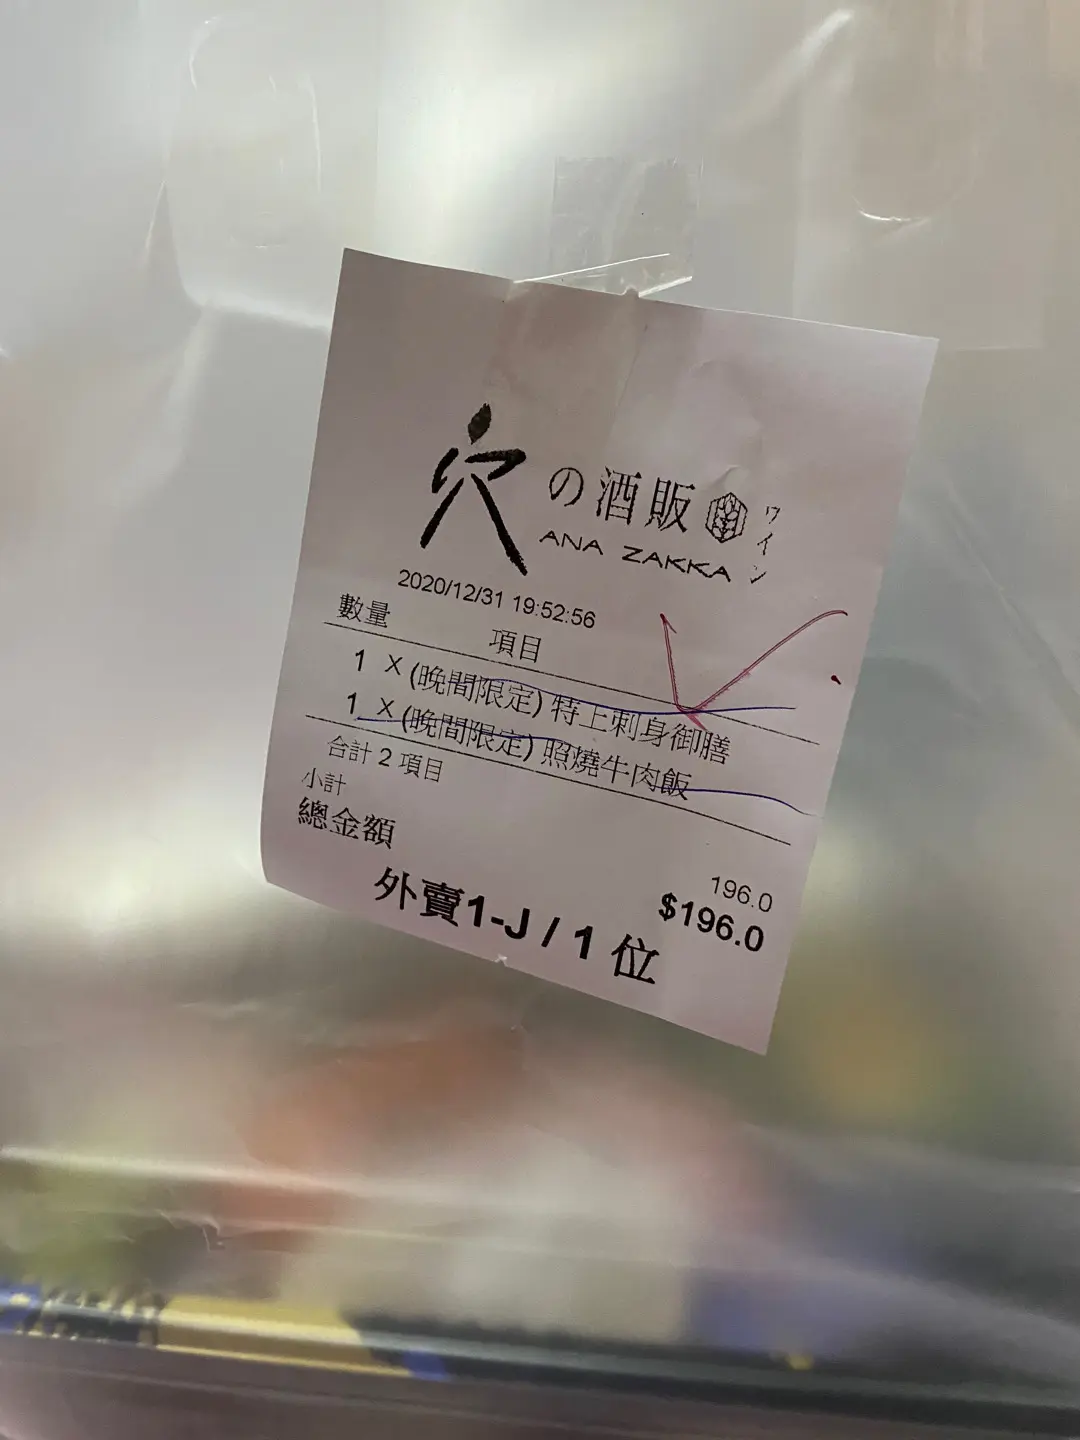 穴の酒販 ワイン
ANA ZAKKA
2020/12/31 19:52:56
數量 項目
1 X (晚間限定) 特上刺身御膳
1 X (晚間限定) 照燒牛肉飯
合計 2 項目
小計 196.0
總金額 $196.0
外賣1-J / 1 位